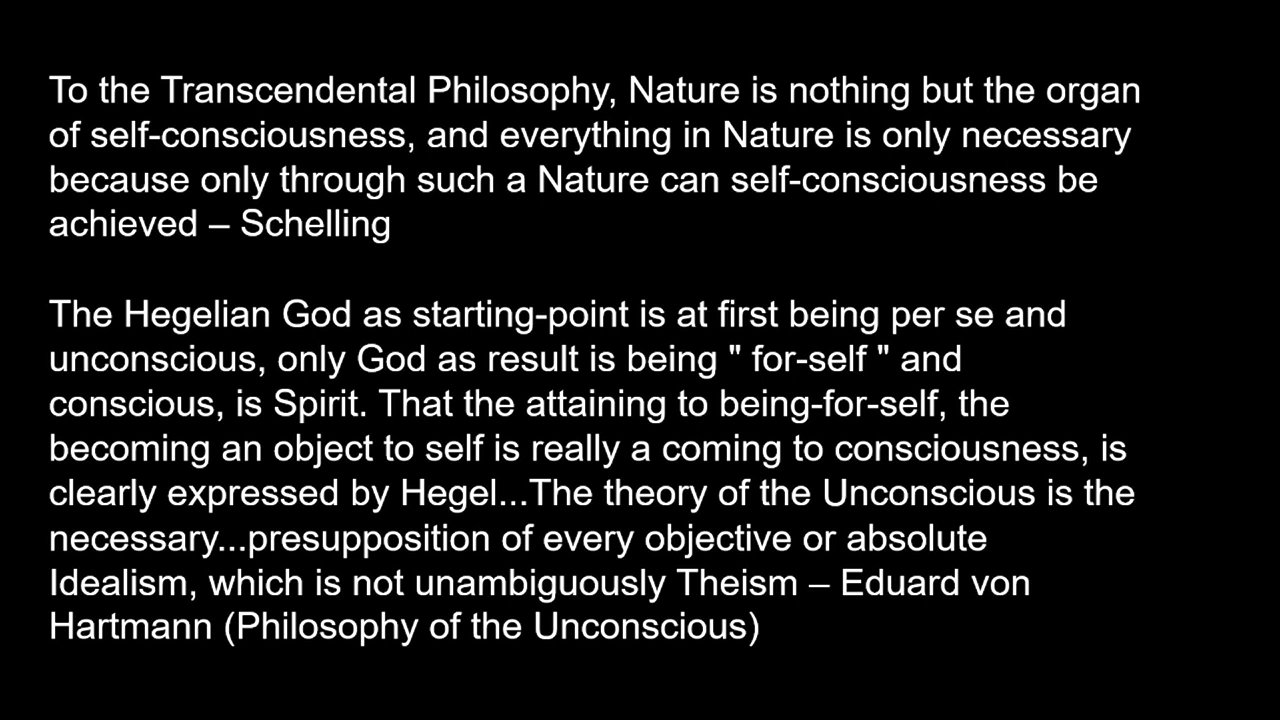 To the Transcendental Philosophy, Nature is nothing but the organ
of self-consciousness, and everything in Nature is only necessary
because only through such a Nature can self-consciousness be
achieved – Schelling
The Hegelian God as starting-point is at first being per se and
unconscious, only God as result is being " for-self " and
conscious, is Spirit. That the attaining to being-for-self, the
becoming an object to self is really a coming to consciousness, is
clearly expressed by Hegel...The theory of the Unconscious is the
necessary...presupposition of every objective or absolute
Idealism, which is not unambiguously Theism – Eduard von
Hartmann (Philosophy of the Unconscious)